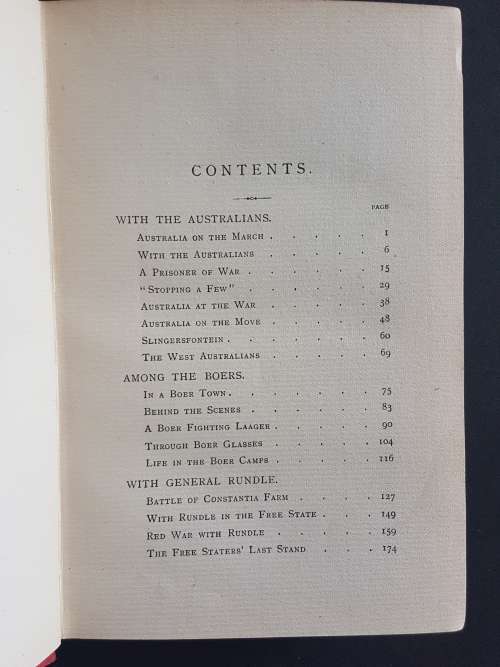 CONTENTS.
PAGE
WITH THE AUSTRALIANS.
AUSTRALIA ON THE MARCH . . . . . 1
WITH THE AUSTRALIANS . . . . . 6
A PRISONER OF WAR . . . . . 15
"STOPPING A FEW" . . . . . 29
AUSTRALIA AT THE WAR . . . . 38
AUSTRALIA ON THE MOVE . . . . . 48
SLINGERSFONTEIN . . . . . . 60
THE WEST AUSTRALIANS . . . . . 69
AMONG THE BOERS.
IN A BOER TOWN . . . . . . . 75
BEHIND THE SCENES . . . . . . 83
A BOER FIGHTING LAAGER . . . . . 90
THROUGH BOER GLASSES . . . . . 104
LIFE IN THE BOER CAMPS . . . . . 116
WITH GENERAL RUNDLE.
BATTLE OF CONSTANTIA FARM . . . . 127
WITH RUNDLE IN THE FREE STATE . . . 149
RED WAR WITH RUNDLE . . . . . 159
THE FREE STATERS' LAST STAND . . . 174